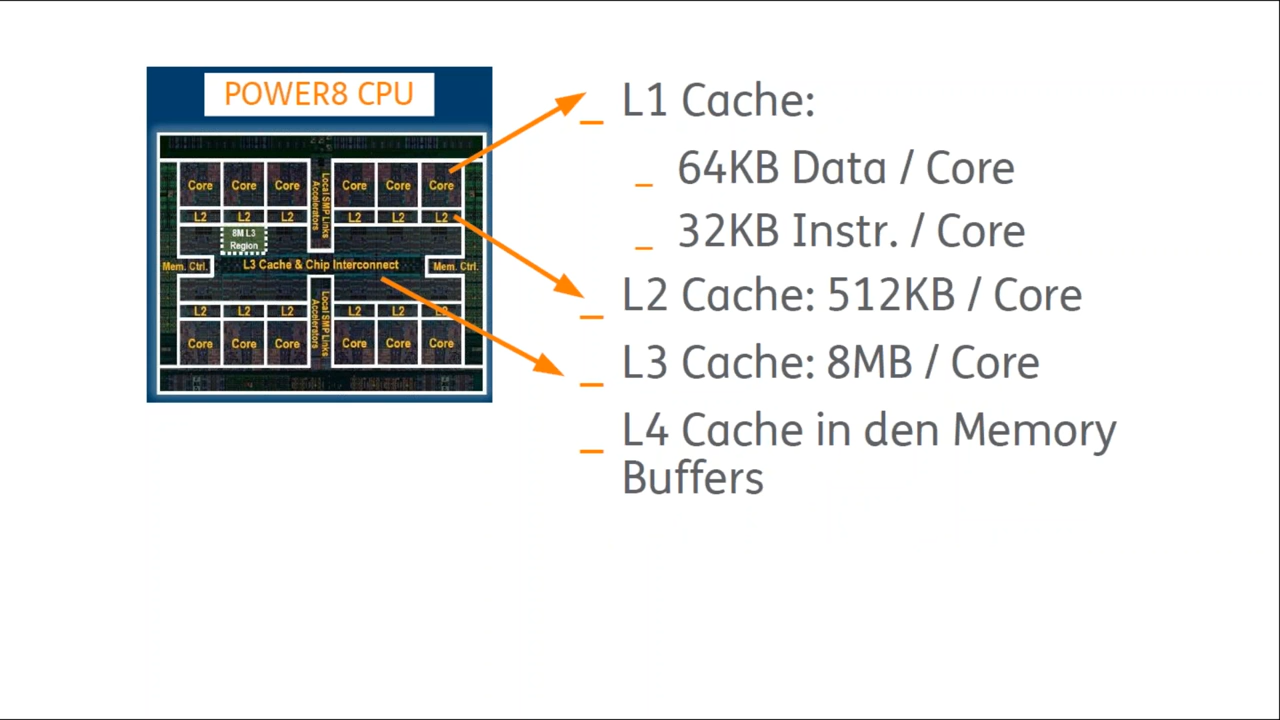 POWER8 CPU
Core Core Core Core Core Core
L2 L2 L2 L2 L2 L2
Local SMP Links
Accelerators
8M L3
Region
Mem. Ctrl. L3 Cache & Chip Interconnect Mem. Ctrl.
L2 L2 L2 L2 L2 L2
Local SMP Links
Accelerators
Core Core Core Core Core Core
_ L1 Cache:
_ 64KB Data / Core
_ 32KB Instr. / Core
_ L2 Cache: 512KB / Core
_ L3 Cache: 8MB / Core
_ L4 Cache in den Memory
Buffers